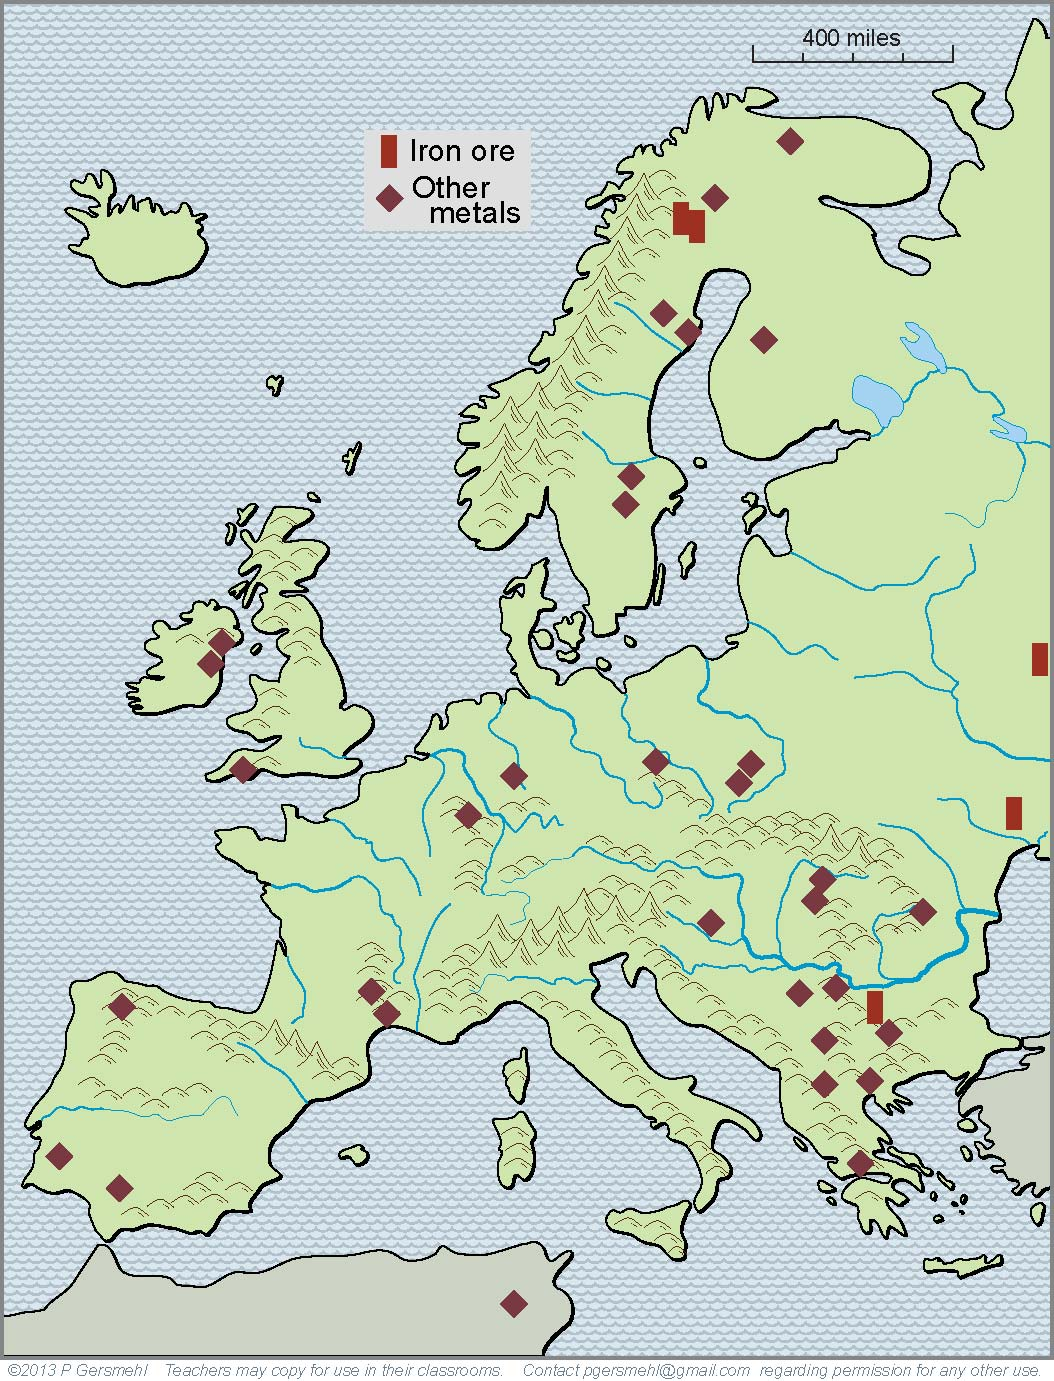 400 miles
Iron ore
Other
metals
©2013 P Gersmehl Teachers may copy for use in their classrooms. Contact pgersmehl@gmail.com regarding permission for any other use.